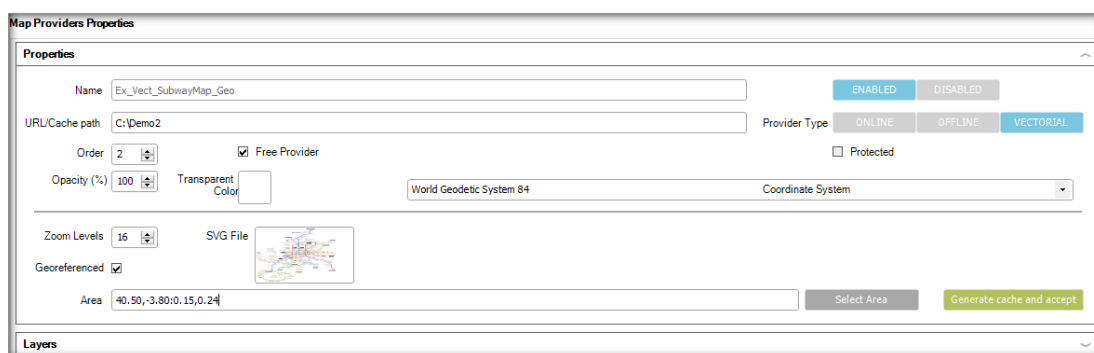 Map Providers Properties
Properties
Name Ex_Vect_SubwayMap_Geo ENABLED DISABLED
URL/Cache path C:\Demo2 Provider Type ONLINE OFFLINE VECTORIAL
Order 2 Free Provider Protected
Opacity (%) 100 Transparent Color World Geodetic System 84 Coordinate System
Zoom Levels 16 SVG File
Georeferenced
Area 40.50,-3.80:0.15,0.24 Select Area Generate cache and accept
Layers